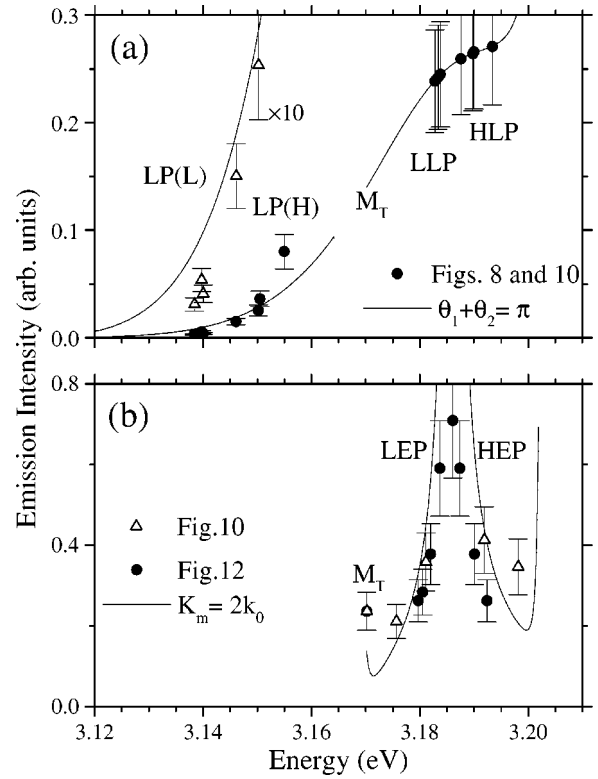 0.3
(a)
×10
0.2
LP(L)
LLP
HLP
LP(H)
M_T
0.1
Figs. 8 and 10
θ₁+θ₂= π
0.0
Emission Intensity (arb. units)
0.8
(b)
LEP
HEP
Fig.10
0.4
Fig.12
M_T
K_m = 2k₀
0.0
3.12
3.14
3.16
3.18
3.20
Energy (eV)